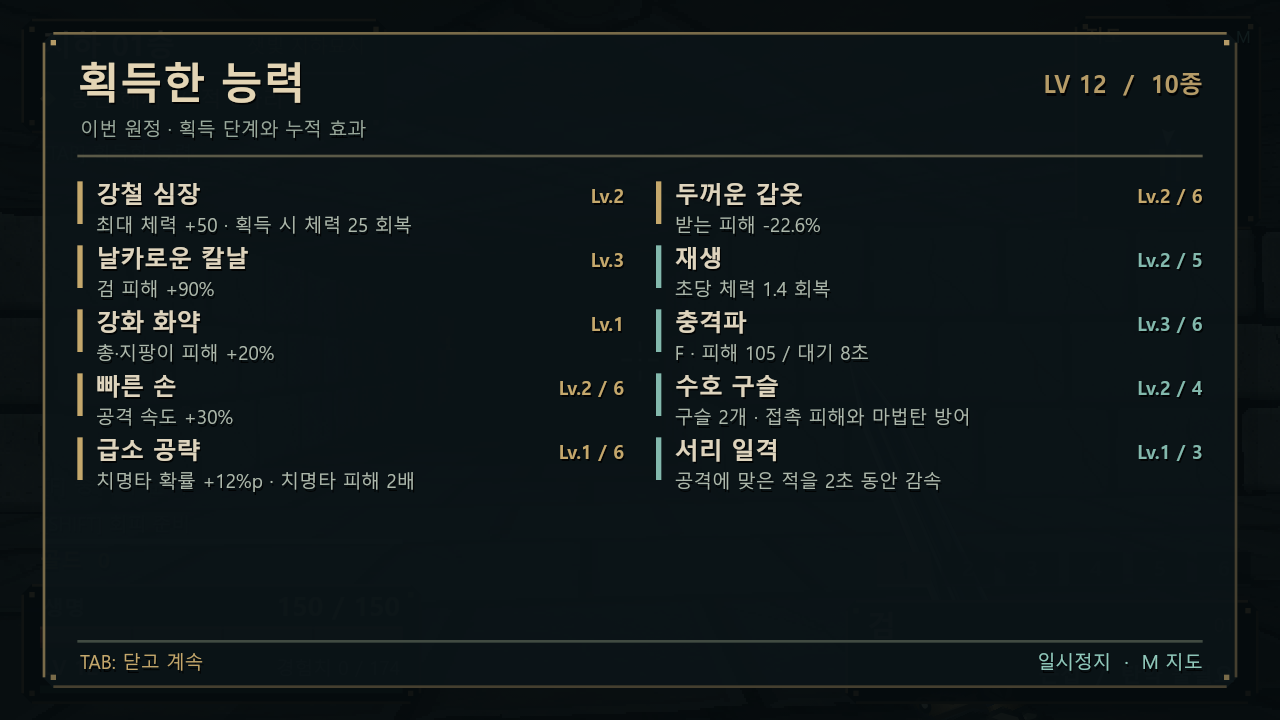 획득한 능력
LV 12 / 10종
이번 원정 · 획득 단계와 누적 효과
강철 심장 Lv.2
최대 체력 +50 · 획득 시 체력 25 회복
날카로운 칼날 Lv.3
검 피해 +90%
강화 화약 Lv.1
총·지팡이 피해 +20%
빠른 손 Lv.2 / 6
공격 속도 +30%
급소 공략 Lv.1 / 6
치명타 확률 +12%p · 치명타 피해 2배
두꺼운 갑옷 Lv.2 / 6
받는 피해 -22.6%
재생 Lv.2 / 5
초당 체력 1.4 회복
충격파 Lv.3 / 6
F · 피해 105 / 대기 8초
수호 구슬 Lv.2 / 4
구슬 2개 · 접촉 피해와 마법탄 방어
서리 일격 Lv.1 / 3
공격에 맞은 적을 2초 동안 감속
150 / 150
TAB: 닫고 계속
일시정지 · M 지도